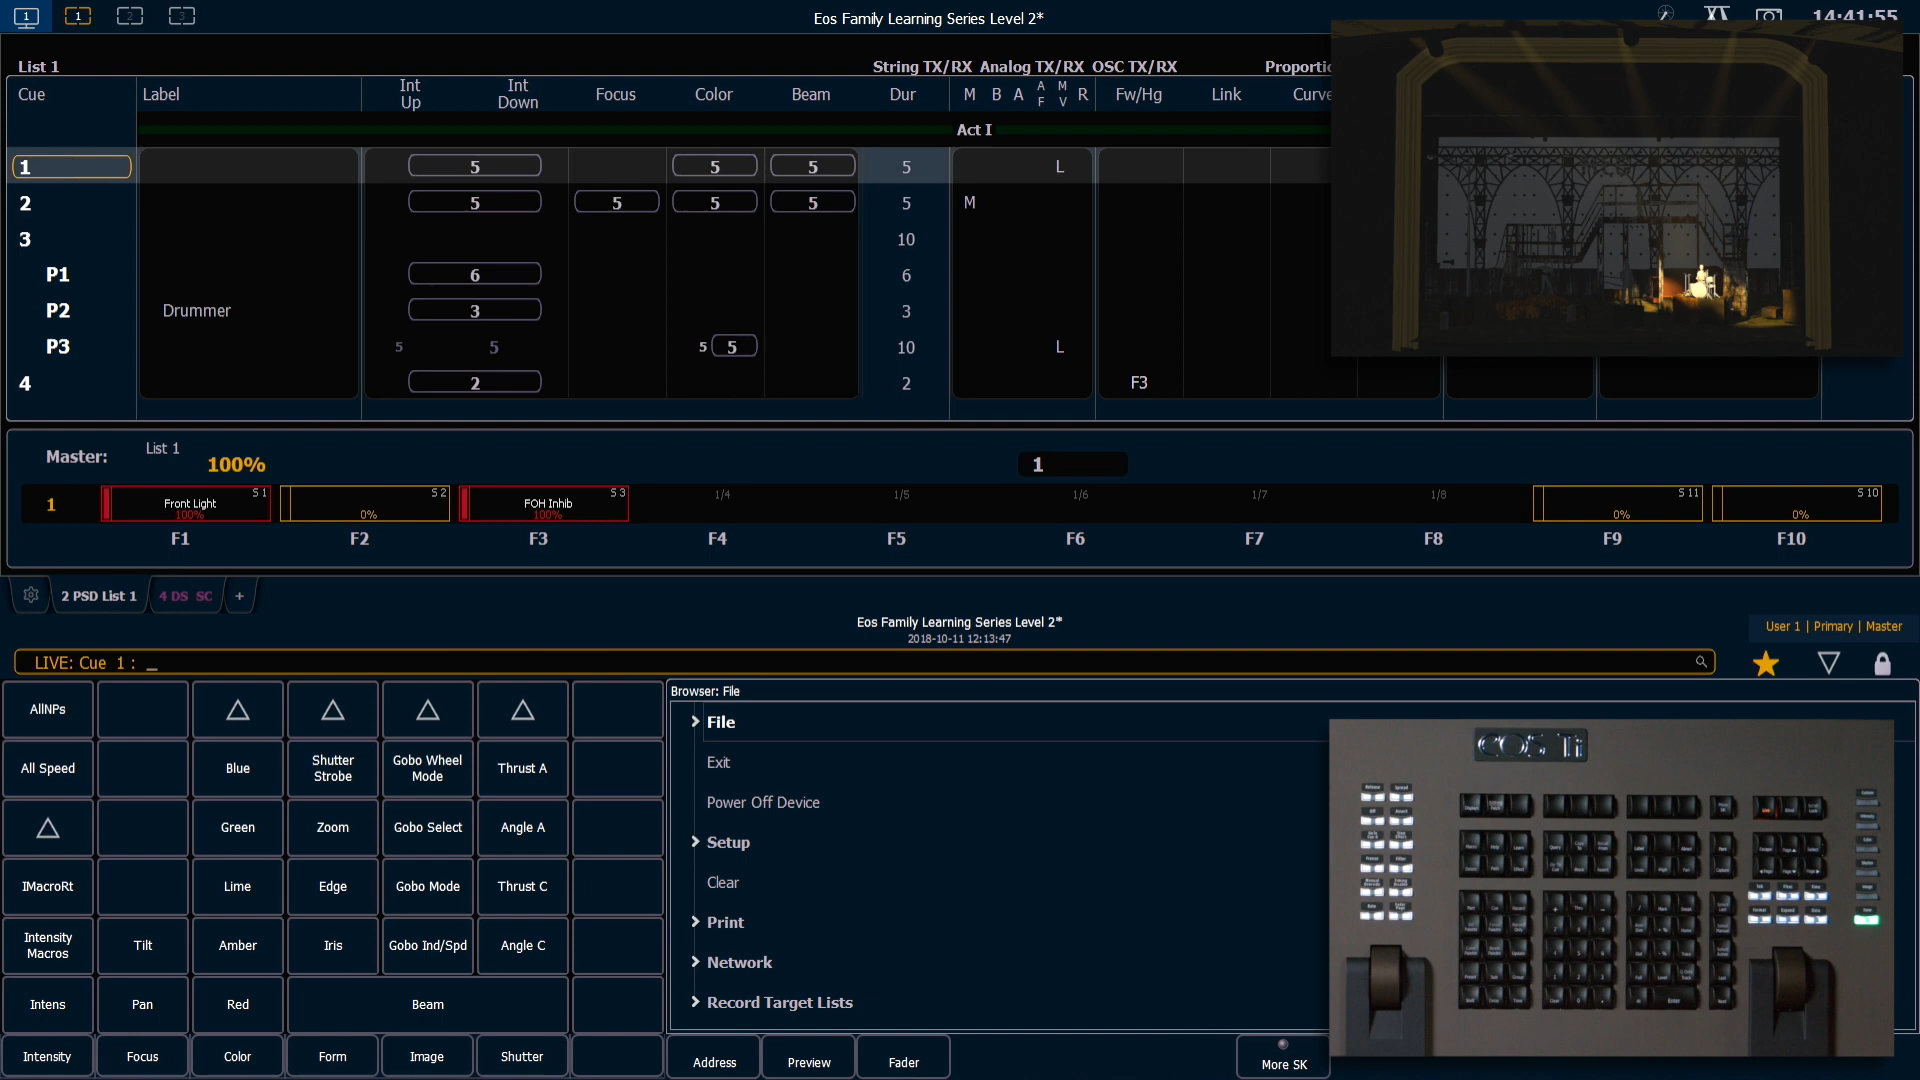 1 1 2 3 Eos Family Learning Series Level 2* 14:41:55
List 1 String TX/RX Analog TX/RX OSC TX/RX Proportio
Cue Label Int Up Int Down Focus Color Beam Dur M B A AF MV R Fw/Hg Link Curve
Act I
1 5 5 5 5 L
2 5 5 5 5 5 M
3 10
P1 6 6
P2 Drummer 3 3
P3 5 5 5 5 10 L
4 2 2 F3
Master: List 1 100% 1
1 Front Light 100% S 1 0% S 2 FOH Inhib 100% S 3 1/4 1/5 1/6 1/7 1/8 0% S 11 0% S 10
F1 F2 F3 F4 F5 F6 F7 F8 F9 F10
2 PSD List 1 4 DS SC +
Eos Family Learning Series Level 2*
2018-10-11 12:13:47
User 1 | Primary | Master
LIVE: Cue 1 : _
AllNPs
All Speed Blue Shutter Strobe Gobo Wheel Mode Thrust A
Green Zoom Gobo Select Angle A
IMacroRt Lime Edge Gobo Mode Thrust C
Intensity Macros Tilt Amber Iris Gobo Ind/Spd Angle C
Intens Pan Red Beam
Intensity Focus Color Form Image Shutter
Browser: File
File
Exit
Power Off Device
Setup
Clear
Print
Network
Record Target Lists
Address Preview Fader More SK
eos Ti